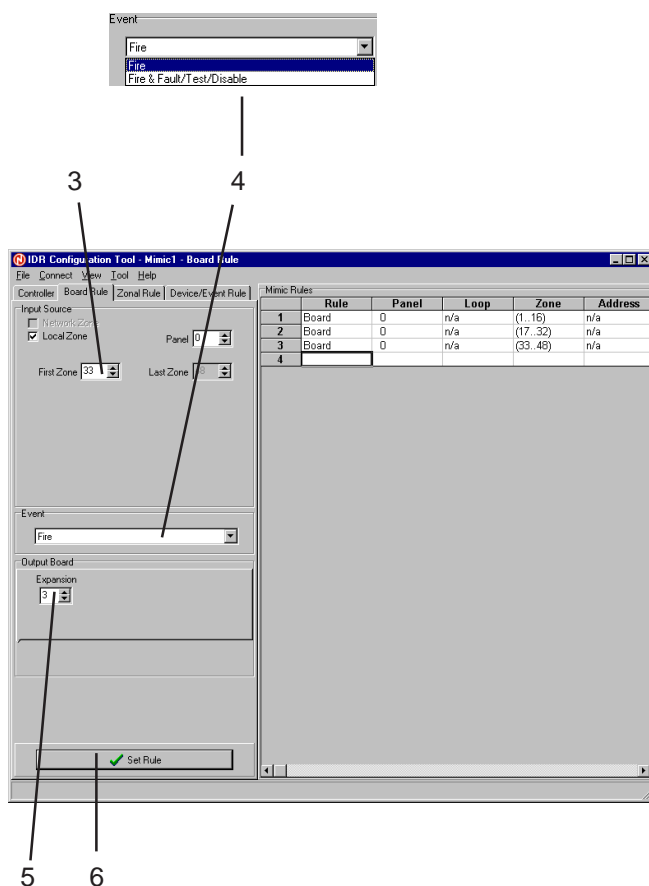 Event
Fire
Fire
Fire & Fault/Test/Disable
3 4
IDR Configuration Tool - Mimic1 - Board Rule
File Connect View Tool Help
Controller Board Rule Zonal Rule Device/Event Rule
Input Source
Network Zone
Local Zone
Panel 0
First Zone 33 Last Zone
Event
Fire
Output Board
Expansion
3
Set Rule
Mimic Rules
Rule Panel Loop Zone Address
1 Board 0 n/a (1..16) n/a
2 Board 0 n/a (17..32) n/a
3 Board 0 n/a (33..48) n/a
4
5 6